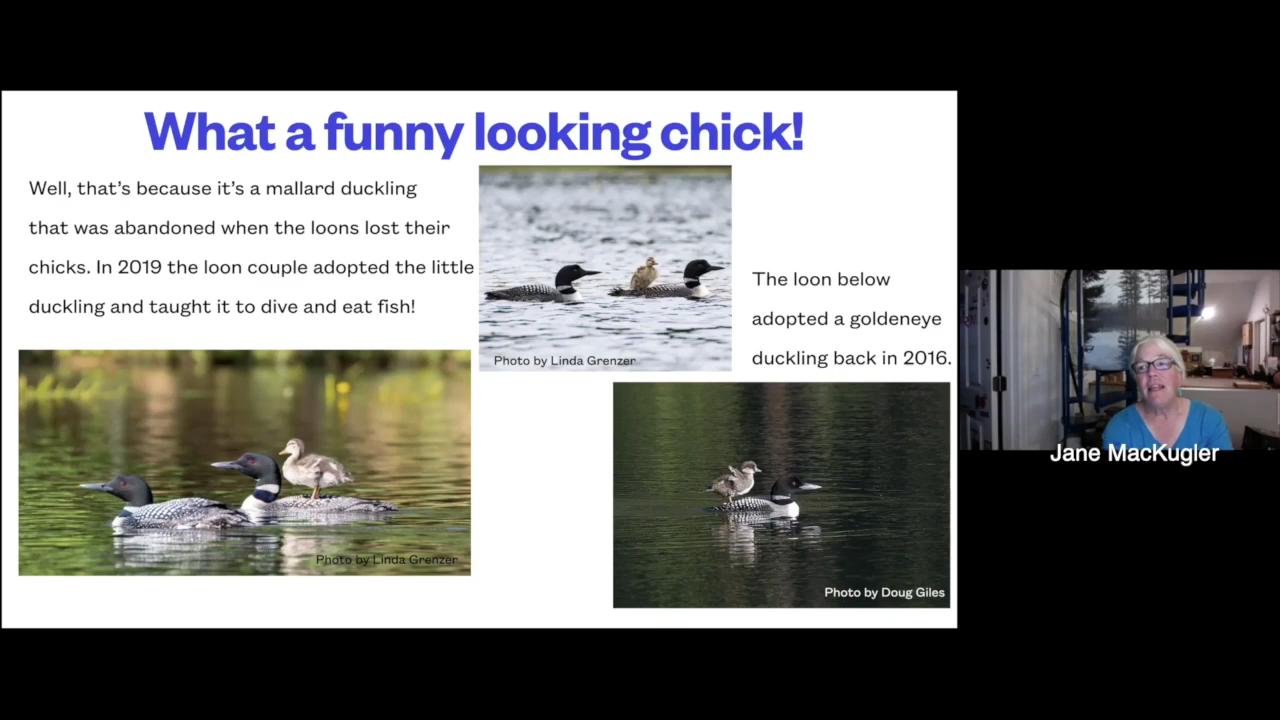 What a funny looking chick!
Well, that's because it's a mallard duckling
that was abandoned when the loons lost their
chicks. In 2019 the loon couple adopted the little
duckling and taught it to dive and eat fish!
Photo by Linda Grenzer
The loon below
adopted a goldeneye
duckling back in 2016.
Photo by Linda Grenzer
Photo by Doug Giles
Jane MacKugler